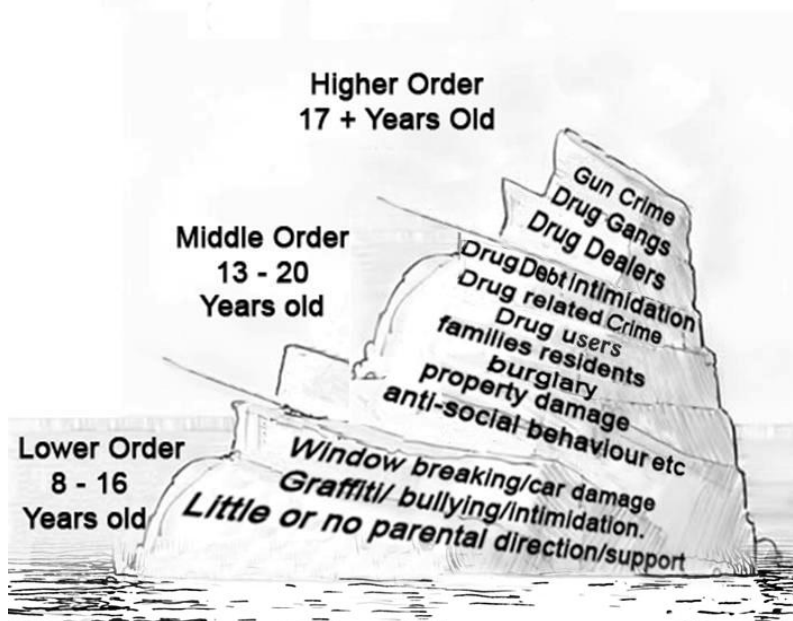 Higher Order
17 + Years Old
Gun Crime
Drug Gangs
Drug Dealers
Middle Order
13 - 20
Years old
Drug Debt intimidation
Drug related Crime
Drug users
families residents
burglary
property damage
anti-social behaviour etc
Lower Order
8 - 16
Years old
Window breaking/car damage
Graffiti/ bullying/intimidation.
Little or no parental direction/support